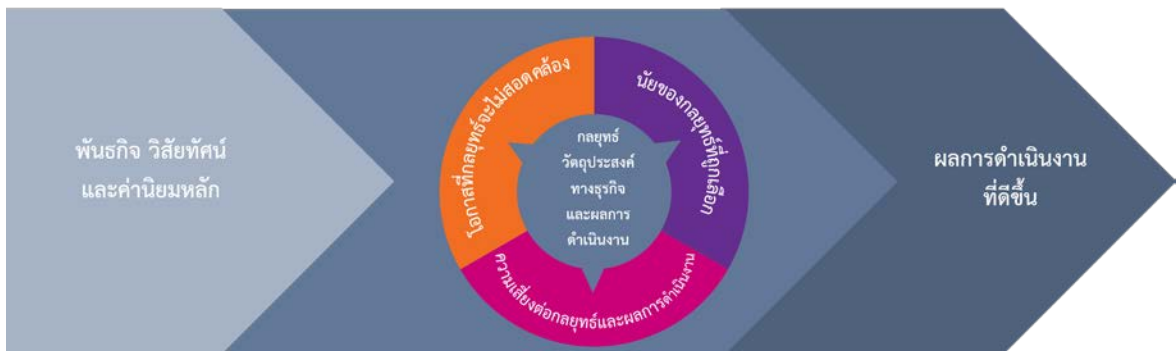 พันธกิจ วิสัยทัศน์
และค่านิยมหลัก
โอกาสที่กลยุทธ์จะไม่สอดคล้อง
นัยของกลยุทธ์ที่ถูกเลือก
กลยุทธ์
วัตถุประสงค์
ทางธุรกิจ
และผลการ
ดำเนินงาน
ความเสี่ยงต่อกลยุทธ์และผลการดำเนินงาน
ผลการดำเนินงาน
ที่ดีขึ้น